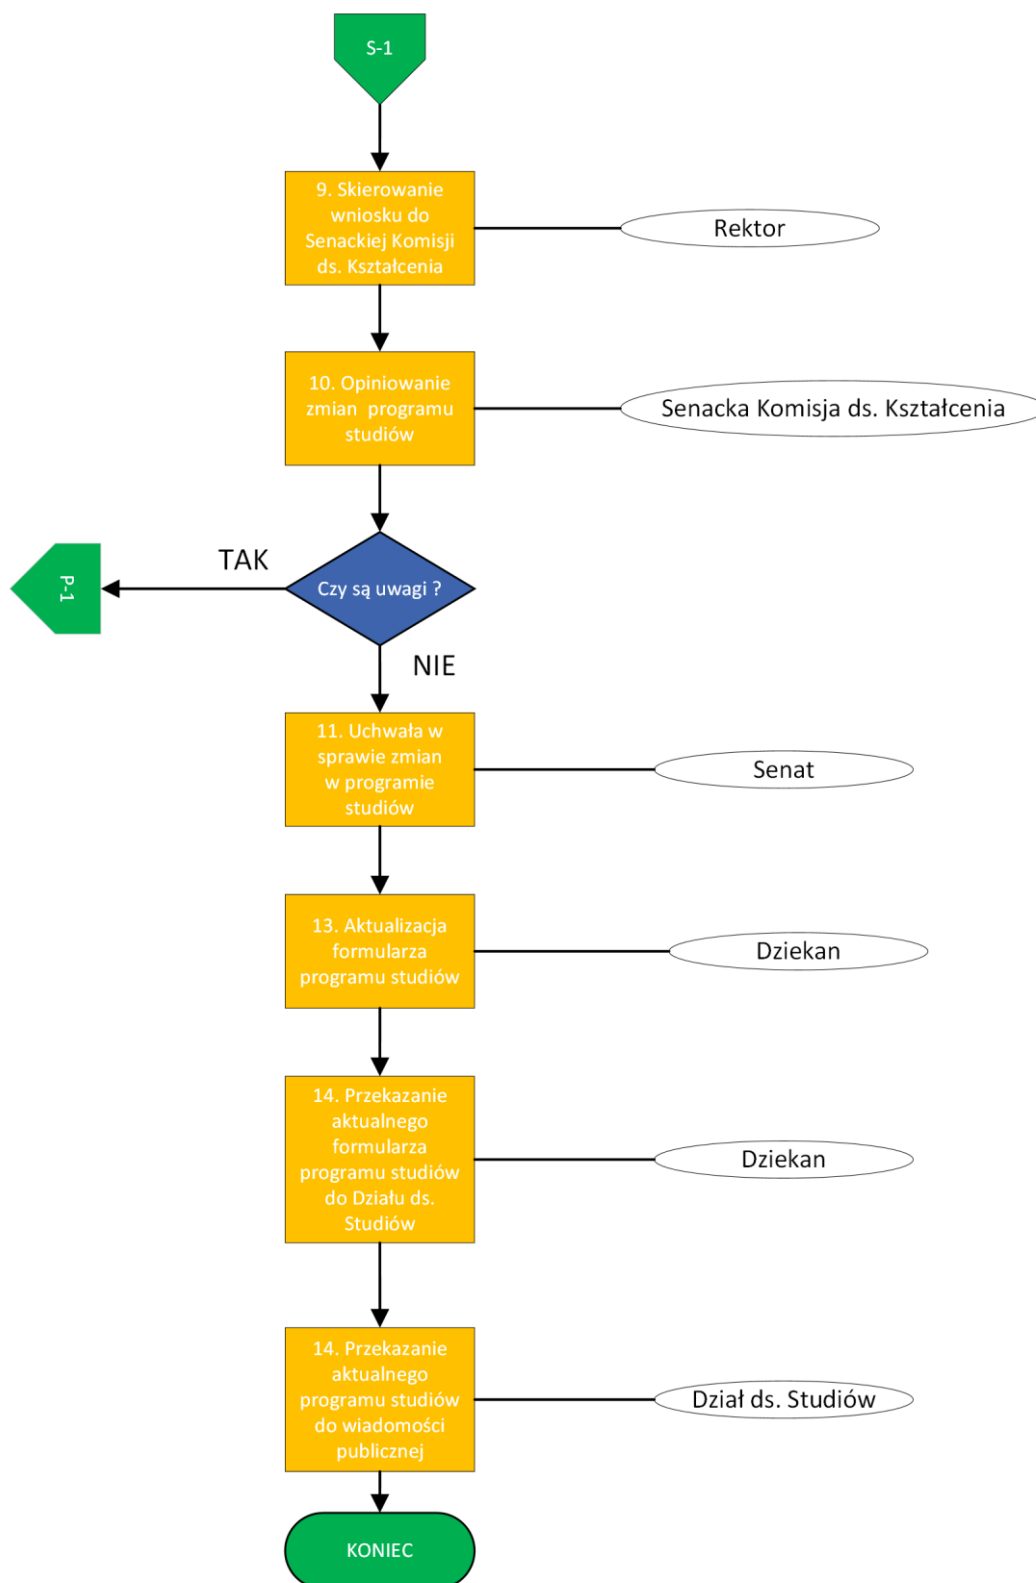 S-1
9. Skierowanie
wniosku do
Senackiej Komisji
ds. Kształcenia
Rektor
10. Opiniowanie
zmian programu
studiów
Senacka Komisja ds. Kształcenia
TAK
P-1
Czy są uwagi ?
NIE
11. Uchwała w
sprawie zmian
w programie
studiów
Senat
13. Aktualizacja
formularza
programu studiów
Dziekan
14. Przekazanie
aktualnego
formularza
programu studiów
do Działu ds.
Studiów
Dziekan
14. Przekazanie
aktualnego
programu studiów
do wiadomości
publicznej
Dział ds. Studiów
KONIEC